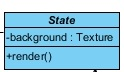 State
-background : Texture
+render()